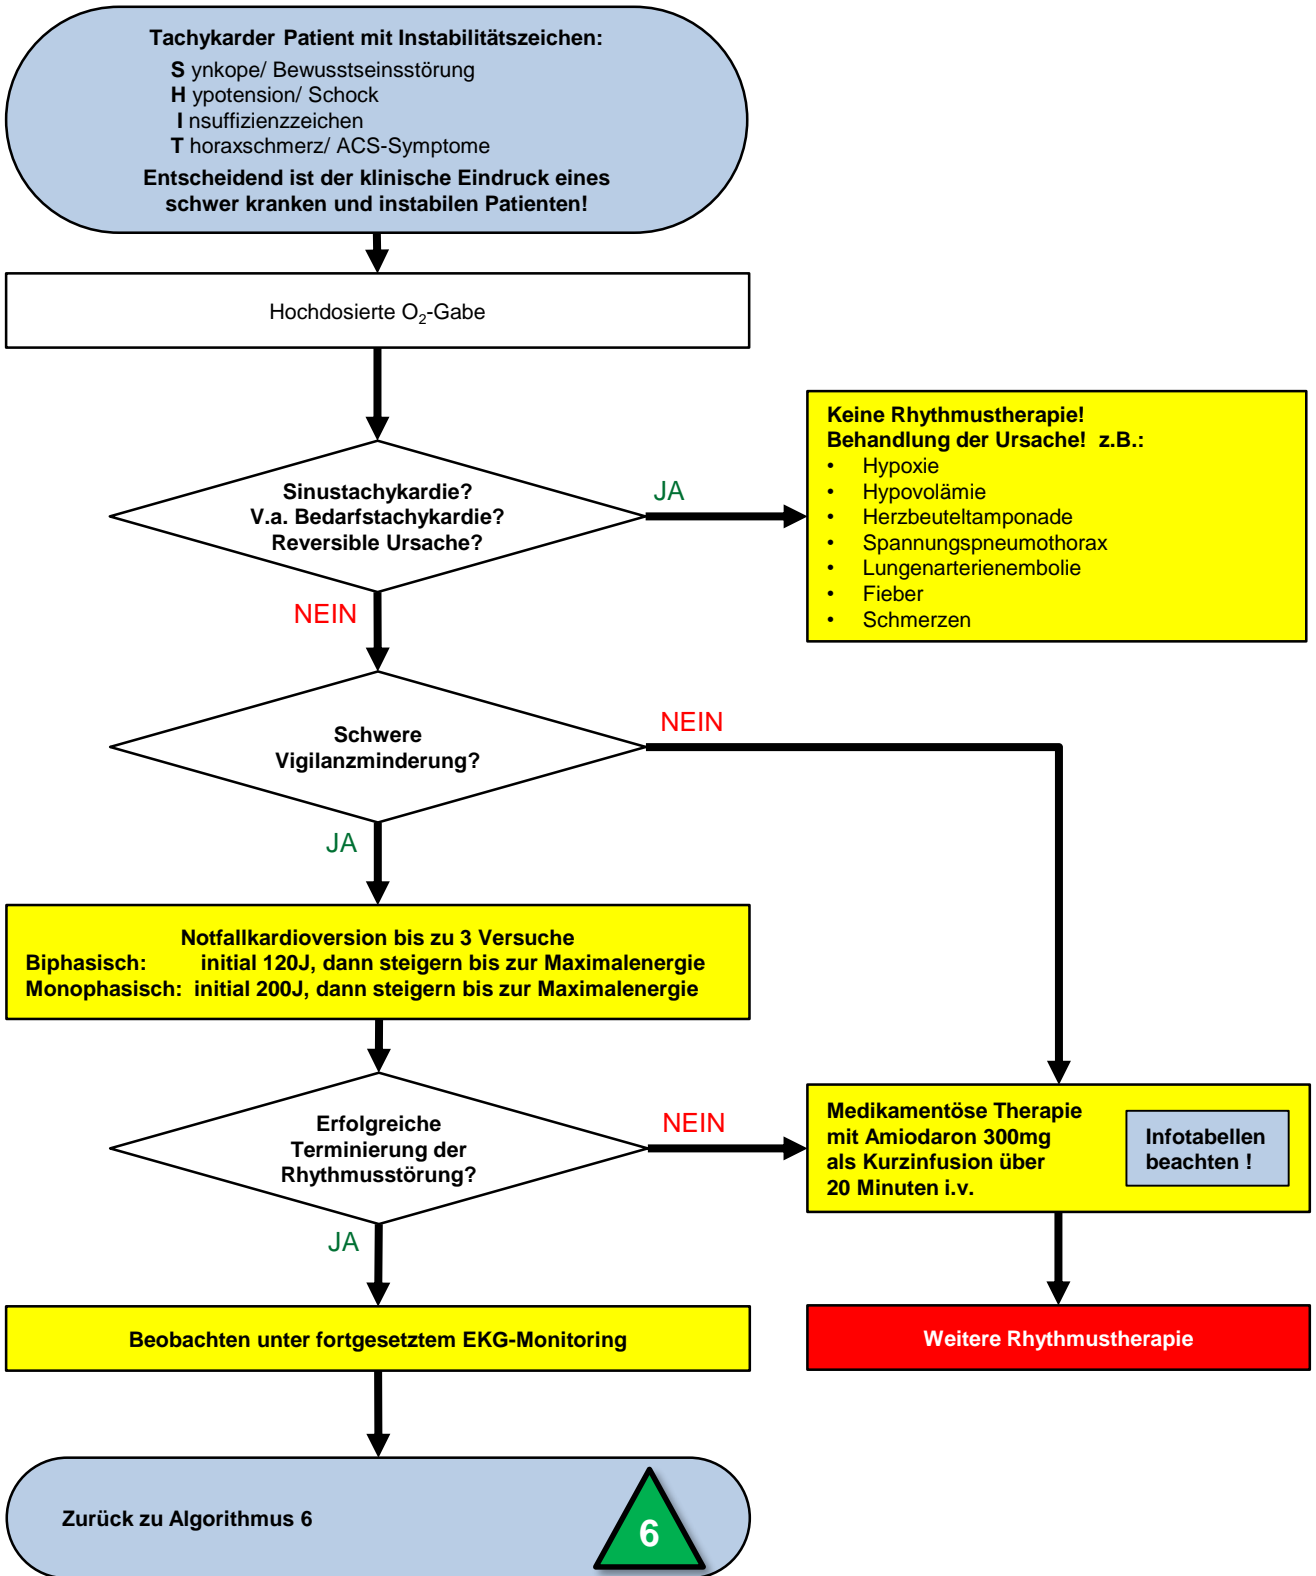 Tachykarder Patient mit Instabilitätszeichen:
S ynkope/ Bewusstseinsstörung
H ypotension/ Schock
I nsuffizienzzeichen
T horaxschmerz/ ACS-Symptome
Entscheidend ist der klinische Eindruck eines
schwer kranken und instabilen Patienten!
Hochdosierte O₂-Gabe
Sinustachykardie?
V.a. Bedarfstachykardie?
Reversible Ursache?
JA
Keine Rhythmustherapie!
Behandlung der Ursache! z.B.:
• Hypoxie
• Hypovolämie
• Herzbeuteltamponade
• Spannungspneumothorax
• Lungenarterienembolie
• Fieber
• Schmerzen
NEIN
Schwere
Vigilanzminderung?
NEIN
JA
Notfallkardioversion bis zu 3 Versuche
Biphasisch: initial 120J, dann steigern bis zur Maximalenergie
Monophasisch: initial 200J, dann steigern bis zur Maximalenergie
Erfolgreiche
Terminierung der
Rhythmusstörung?
NEIN
Medikamentöse Therapie
mit Amiodaron 300mg
als Kurzinfusion über
20 Minuten i.v.
Infotabellen
beachten !
JA
Beobachten unter fortgesetztem EKG-Monitoring
Weitere Rhythmustherapie
Zurück zu Algorithmus 6
6